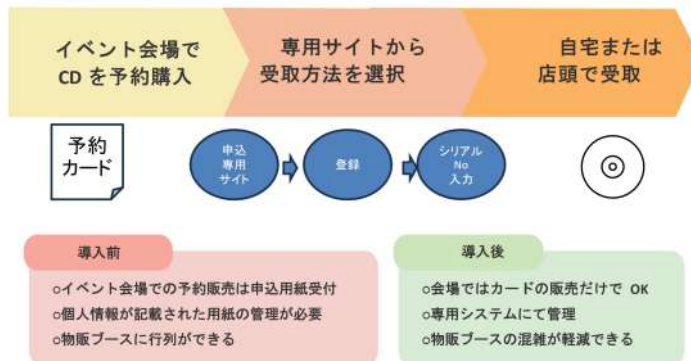 イベント会場で
CD を予約購入
専用サイトから
受取方法を選択
自宅または
店頭で受取
予約
カード
申込
専用
サイト
登録
シリアル
No
入力
導入前
○イベント会場での予約販売は申込用紙受付
○個人情報が記載された用紙の管理が必要
○物販ブースに行列ができる
導入後
○会場ではカードの販売だけで OK
○専用システムにて管理
○物販ブースの混雑が軽減できる